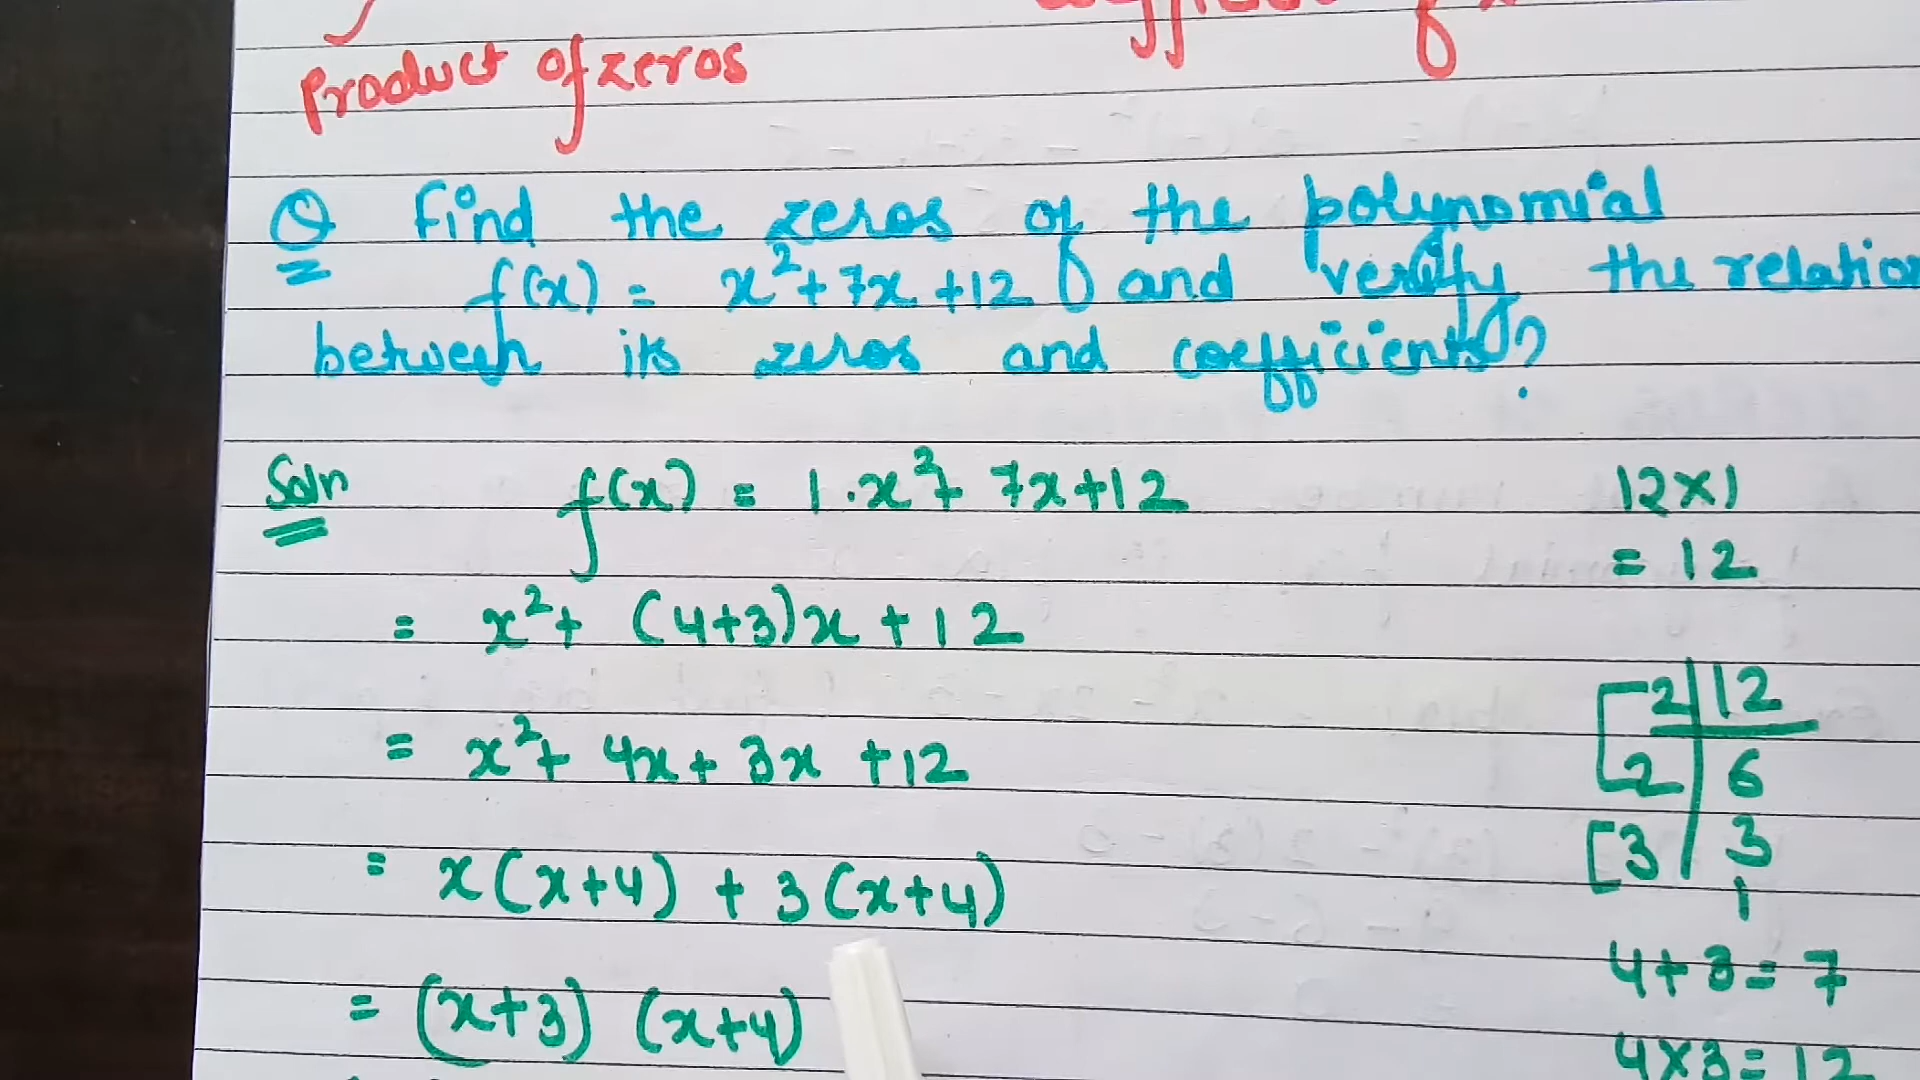 Product of zeros
Q Find the zeros of the polynomial
f(x) = x²+7x+12 and verify the relation
between its zeros and coefficients?
Soln f(x) = 1.x²+ 7x+12
12×1
= 12
= x²+ (4+3)x+12
= x²+ 4x+ 3x +12
= x(x+4) + 3(x+4)
= (x+3) (x+4)
2|12
2|6
3|3
1
4+3=7
4×3=12